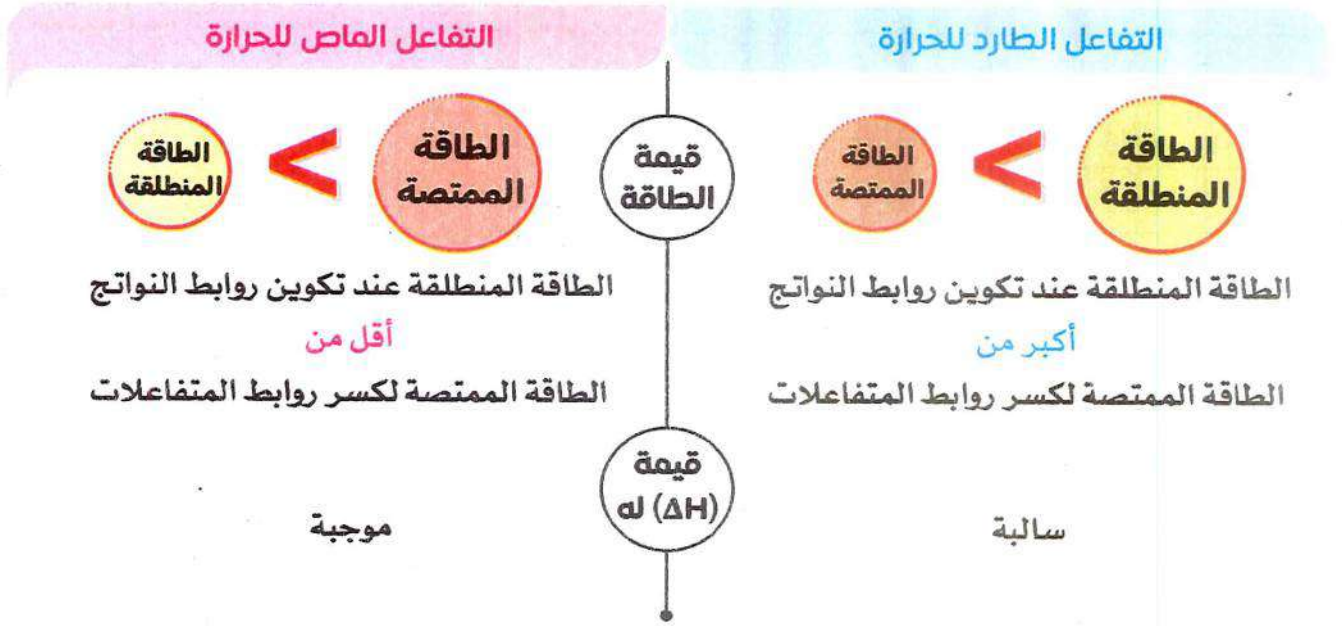 التفاعل الطارد للحرارة
التفاعل الماص للحرارة
قيمة
الطاقة
الطاقة
المنطلقة
<
الطاقة
الممتصة
الطاقة المنطلقة عند تكوين روابط النواتج
أكبر من
الطاقة الممتصة لكسر روابط المتفاعلات
الطاقة
الممتصة
<
الطاقة
المنطلقة
الطاقة المنطلقة عند تكوين روابط النواتج
أقل من
الطاقة الممتصة لكسر روابط المتفاعلات
قيمة
(ΔH) له
سالبة
موجبة